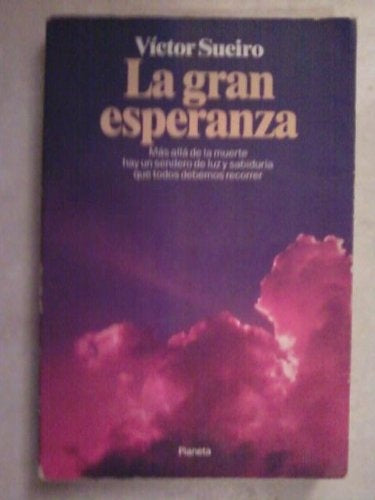 Víctor Sueiro
La gran
esperanza
Más allá de la muerte
hay un sendero de luz y sabiduría
que todos debemos recorrer
Planeta